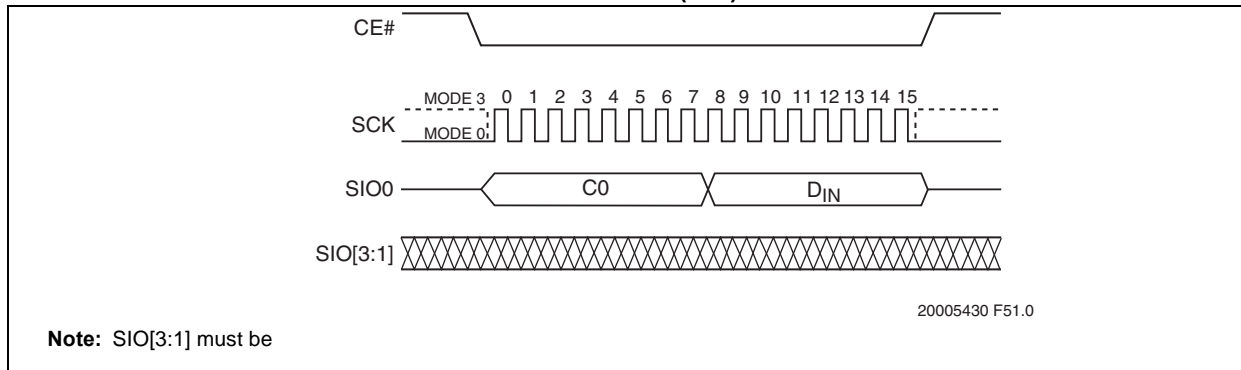 CE#
MODE 3 0 1 2 3 4 5 6 7 8 9 10 11 12 13 14 15
SCK
MODE 0
SIO0 C0 DIN
SIO[3:1]
20005430 F51.0
Note: SIO[3:1] must be